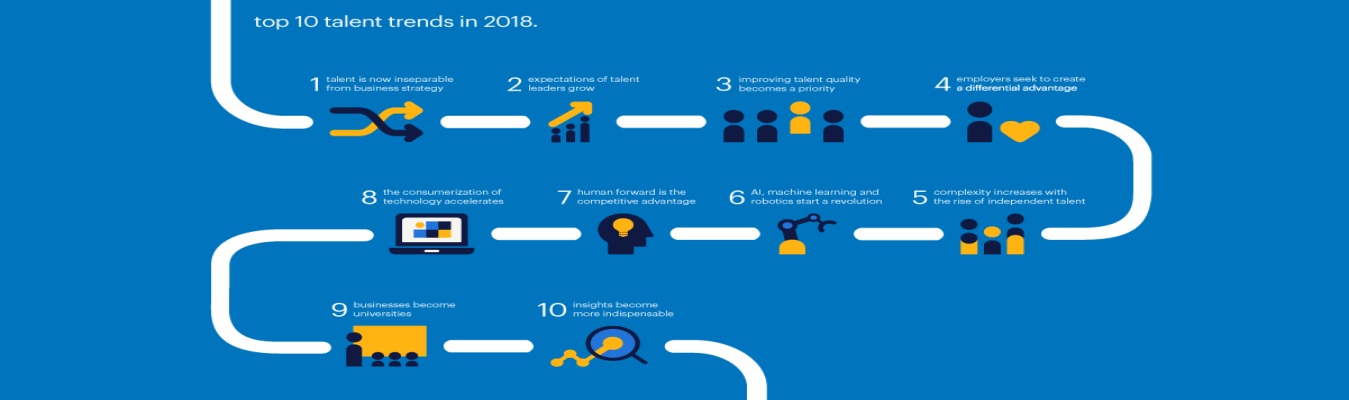 top 10 talent trends in 2018.
1 talent is now inseparable
from business strategy
2 expectations of talent
leaders grow
3 improving talent quality
becomes a priority
4 employers seek to create
a differential advantage
5 complexity increases with
the rise of independent talent
6 AI, machine learning and
robotics start a revolution
7 human forward is the
competitive advantage
8 the consumerization of
technology accelerates
9 businesses become
universities
10 insights become
more indispensable